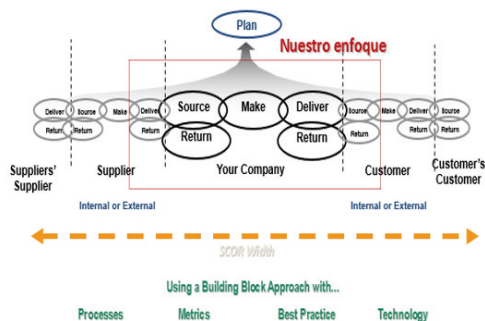 Plan
Nuestro enfoque
Deliver Source Make Deliver Source Make Deliver Source Make Deliver Source
Return Return Return Return Return Return Return Return
Suppliers' Supplier
Supplier
Your Company
Customer
Customer's Customer
Internal or External
Internal or External
SCOR Width
Using a Building Block Approach with...
Processes Metrics Best Practice Technology